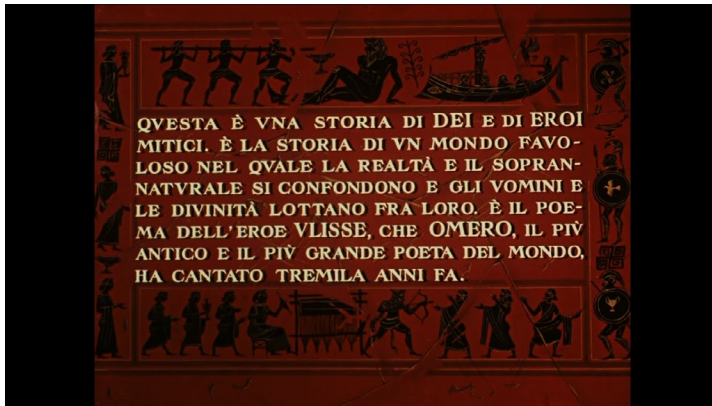 QVESTA È VNA STORIA DI DEI E DI EROI
MITICI. È LA STORIA DI VN MONDO FAVO-
LOSO NEL QVALE LA REALTÀ E IL SOPRAN-
NATVRALE SI CONFONDONO E GLI VOMINI E
LE DIVINITÀ LOTTANO FRA LORO. È IL POE-
MA DELL'EROE VLISSE, CHE OMERO, IL PIV
ANTICO E IL PIV̀ GRANDE POETA DEL MONDO,
HA CANTATO TREMILA ANNI FA.